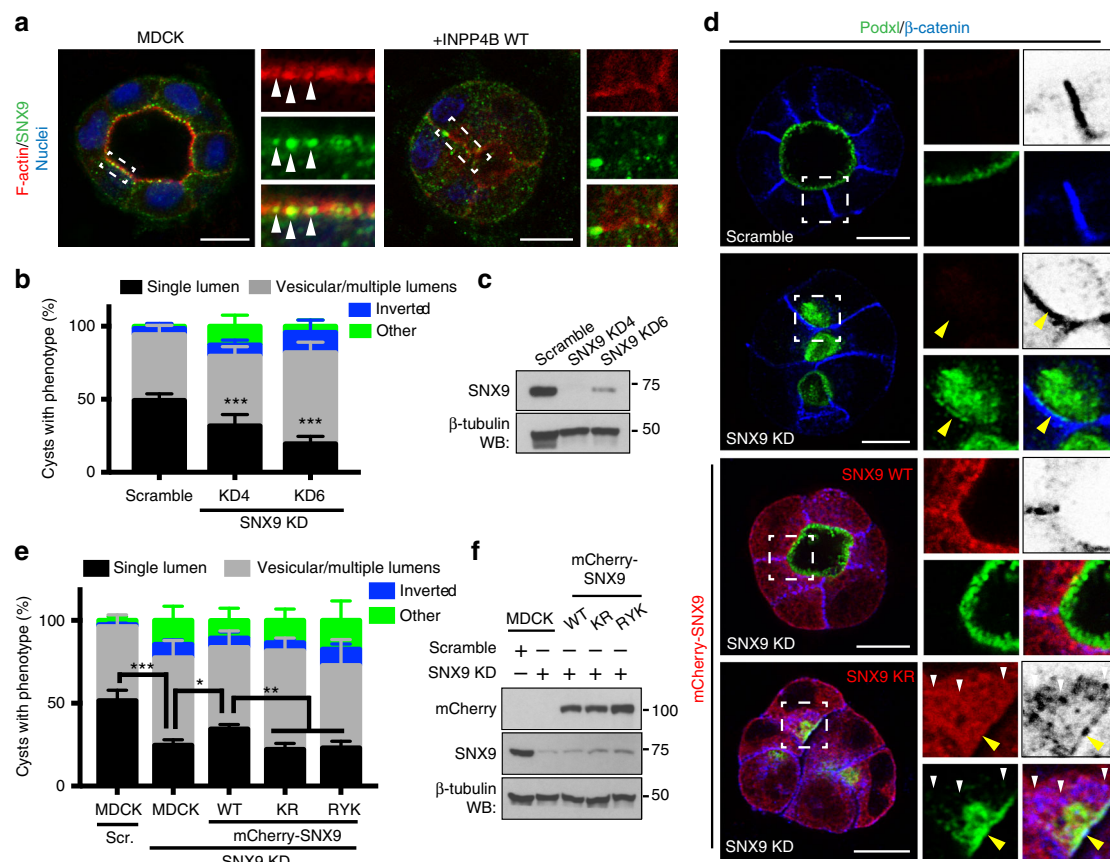 a
MDCK
+INPP4B WT
F-actin/SNX9
Nuclei
b
Single lumen
Vesicular/multiple lumens
Inverted
Other
Cysts with phenotype (%)
100
50
0
***
***
Scramble
KD4
KD6
SNX9 KD
c
Scramble
SNX9 KD4
SNX9 KD6
SNX9
75
β-tubulin
50
WB:
d
Podxl/β-catenin
Scramble
SNX9 KD
mCherry-SNX9
SNX9 WT
SNX9 KD
SNX9 KR
SNX9 KD
e
Single lumen
Vesicular/multiple lumens
Inverted
Other
Cysts with phenotype (%)
100
50
0
***
*
**
MDCK
MDCK
WT
KR
RYK
Scr.
mCherry-SNX9
SNX9 KD
f
mCherry-
SNX9
MDCK
WT
KR
RYK
Scramble + – – – –
SNX9 KD – + + + +
mCherry
100
SNX9
75
β-tubulin
50
WB: